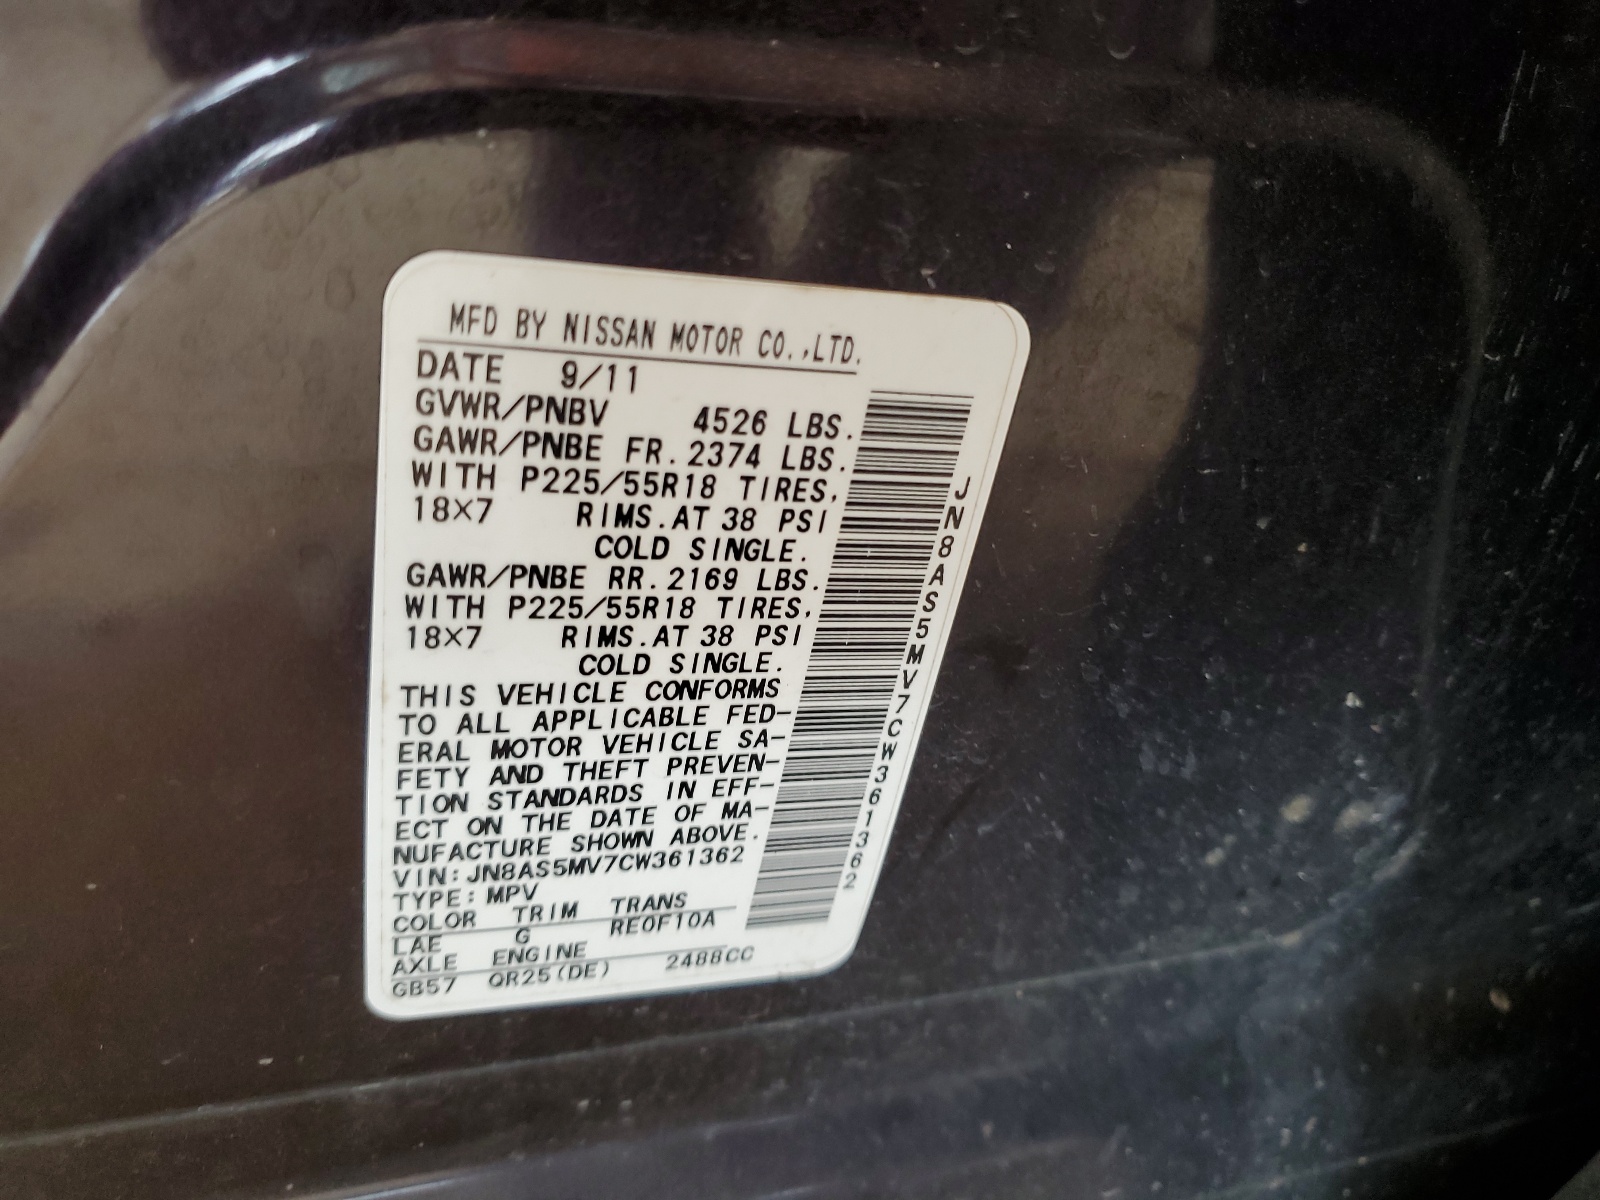 MFD BY NISSAN MOTOR CO.,LTD.
DATE 9/11
GVWR/PNBV 4526 LBS.
GAWR/PNBE FR. 2374 LBS.
WITH P225/55R18 TIRES,
18×7 RIMS.AT 38 PSI
COLD SINGLE.
GAWR/PNBE RR. 2169 LBS.
WITH P225/55R18 TIRES,
18×7 RIMS.AT 38 PSI
COLD SINGLE.
THIS VEHICLE CONFORMS
TO ALL APPLICABLE FED-
ERAL MOTOR VEHICLE SA-
FETY AND THEFT PREVEN-
TION STANDARDS IN EFF-
ECT ON THE DATE OF MA-
NUFACTURE SHOWN ABOVE.
VIN: JN8AS5MV7CW361362
TYPE: MPV
COLOR TRIM TRANS
LAE G RE0F10A
AXLE ENGINE
GB57 QR25(DE) 2488CC
JN8AS5MV7CW361362